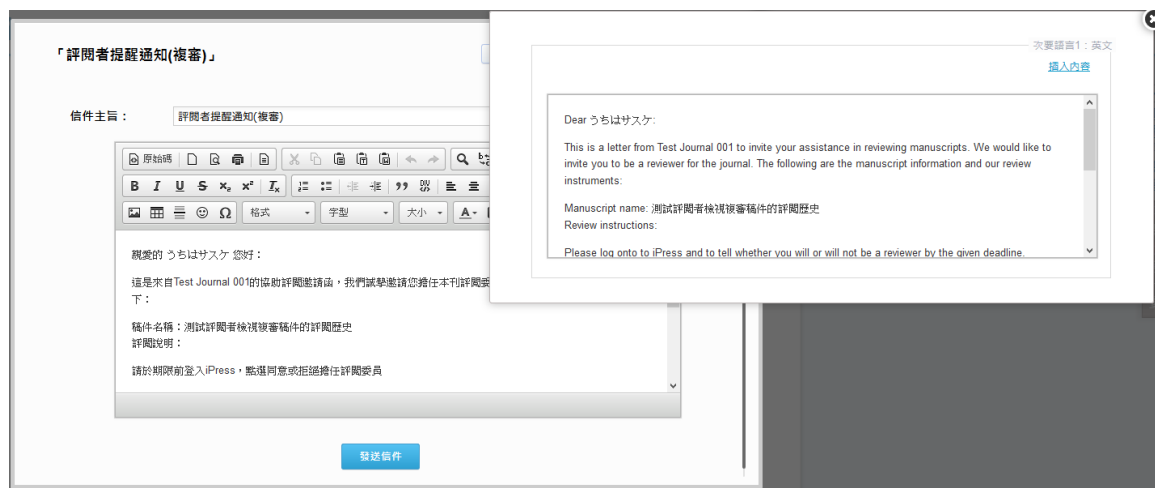 「評閱者提醒通知(複審)」
信件主旨：
評閱者提醒通知(複審)
原始碼
B I U S x₂ x² Iₓ
格式 字型 大小 A
親愛的 うちはサスケ 您好：
這是來自Test Journal 001的協助評閱邀請函，我們誠摯邀請您擔任本刊評閱
下：
稿件名稱：測試評閱者檢視複審稿件的評閱歷史
評閱說明：
請於期限前登入iPress，點選同意或拒絕擔任評閱委員
發送信件
次要語言1：英文
插入內容
Dear うちはサスケ:
This is a letter from Test Journal 001 to invite your assistance in reviewing manuscripts. We would like to
invite you to be a reviewer for the journal. The following are the manuscript information and our review
instruments:
Manuscript name: 測試評閱者檢視複審稿件的評閱歷史
Review instructions:
Please log onto to iPress and to tell whether you will or will not be a reviewer by the given deadline.